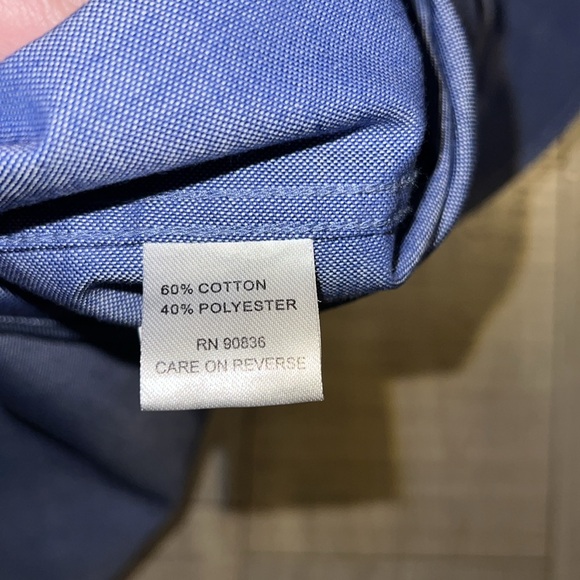 60% COTTON
40% POLYESTER
RN 90836
CARE ON REVERSE